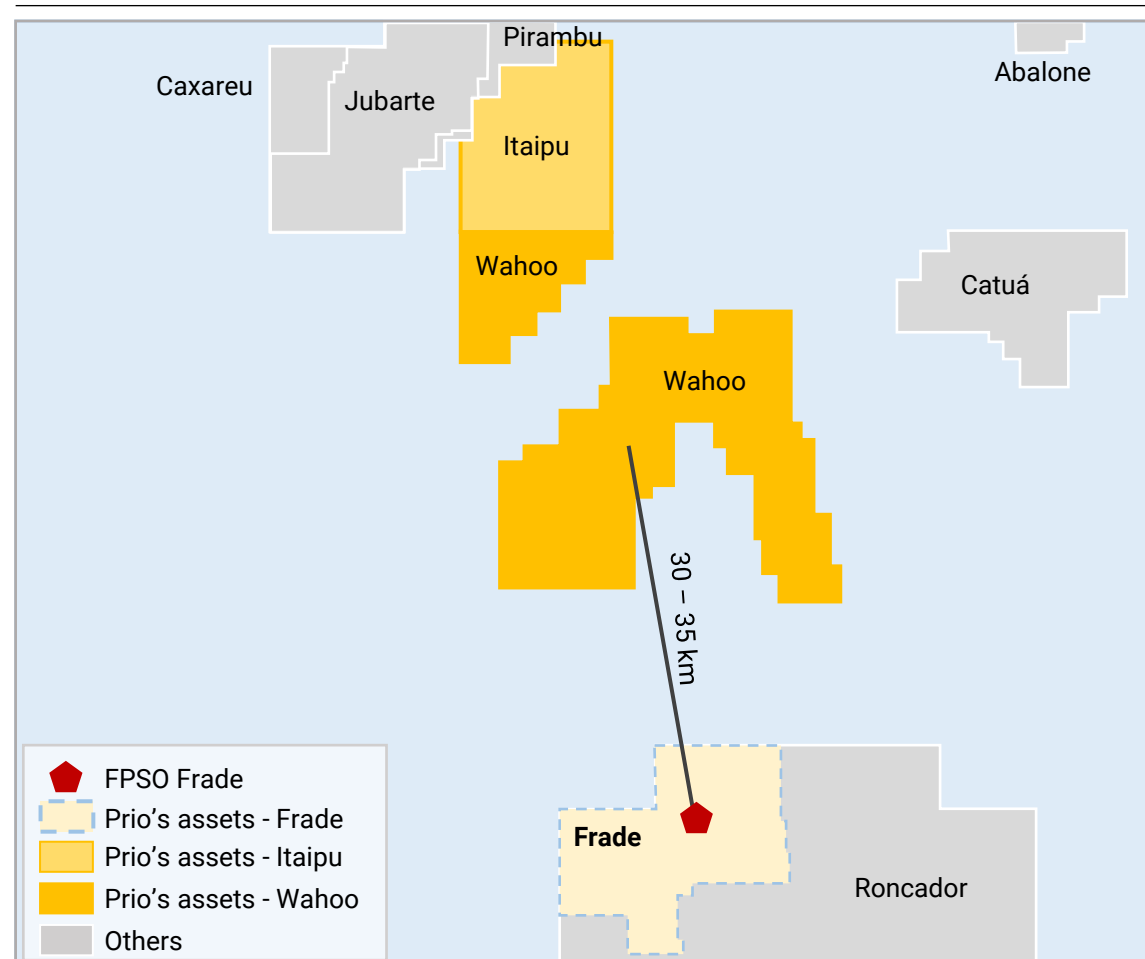 Pirambu
Caxareu
Jubarte
Abalone
Itaipu
Wahoo
Catuá
Wahoo
30 – 35 km
FPSO Frade
Prio’s assets - Frade
Prio’s assets - Itaipu
Prio’s assets - Wahoo
Others
Frade
Roncador